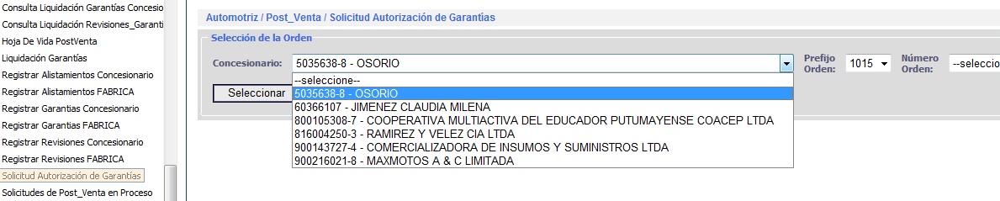 Consulta Liquidación Garantías Concesio
Consulta Liquidación Revisiones_Garanti
Hoja De Vida PostVenta
Liquidación Garantías
Registrar Alistamientos Concesionario
Registrar Alistamientos FABRICA
Registrar Garantias Concesionario
Registrar Garantias FABRICA
Registrar Revisiones Concesionario
Registrar Revisiones FABRICA
Solicitud Autorización de Garantías
Solicitudes de Post_Venta en Proceso
Automotriz / Post_Venta / Solicitud Autorización de Garantías
Selección de la Orden
Concesionario: 5035638-8 - OSORIO
Prefijo Orden: 1015
Número Orden: --seleccio
--seleccione--
5035638-8 - OSORIO
60366107 - JIMENEZ CLAUDIA MILENA
800105308-7 - COOPERATIVA MULTIACTIVA DEL EDUCADOR PUTUMAYENSE COACEP LTDA
816004250-3 - RAMIREZ Y VELEZ CIA LTDA
900143727-4 - COMERCIALIZADORA DE INSUMOS Y SUMINISTROS LTDA
900216021-8 - MAXMOTOS A & C LIMITADA
Seleccionar